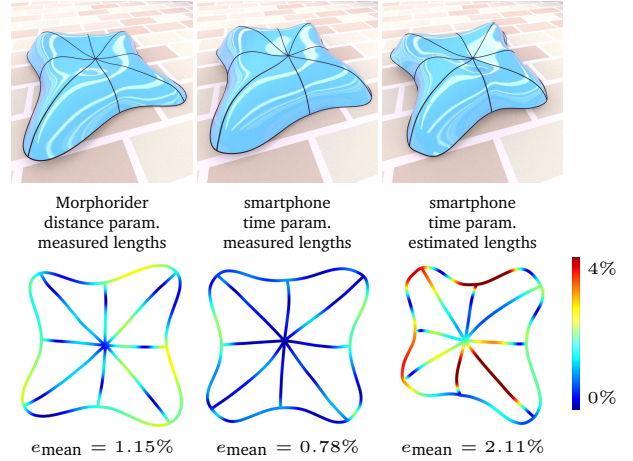 Morphorider
distance param.
measured lengths
smartphone
time param.
measured lengths
smartphone
time param.
estimated lengths
4%
0%
e_mean = 1.15%
e_mean = 0.78%
e_mean = 2.11%